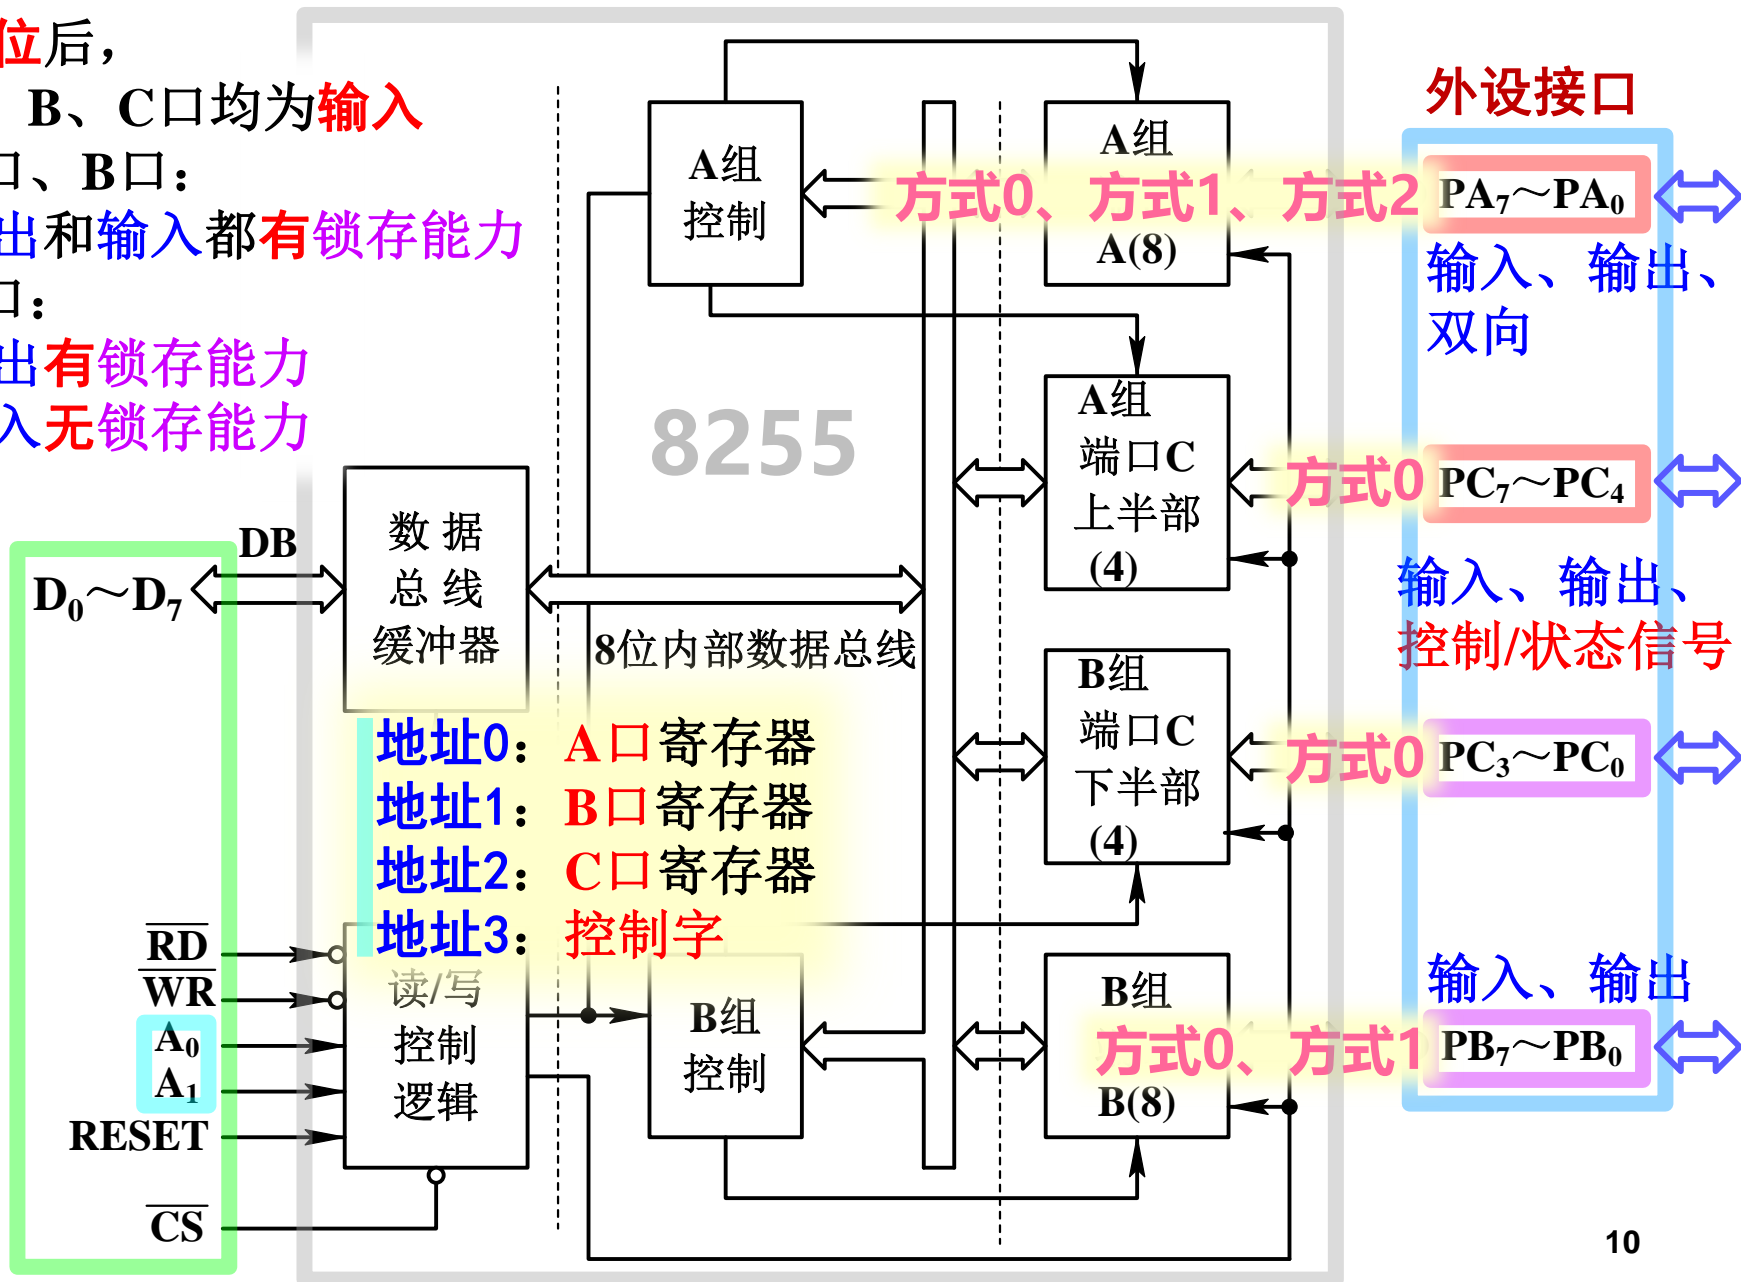 位后，
B、C口均为输入
口、B口：
出和输入都有锁存能力
口：
出有锁存能力
入无锁存能力
8255
A组
控制
A组
A(8)
方式0、方式1、方式2
外设接口
PA7～PA0
输入、输出、
双向
A组
端口C
上半部
(4)
方式0
PC7～PC4
输入、输出、
控制/状态信号
DB
D0～D7
数 据
总 线
缓冲器
8位内部数据总线
B组
端口C
下半部
(4)
方式0
PC3～PC0
地址0：A口寄存器
地址1：B口寄存器
地址2：C口寄存器
地址3：控制字
RD
WR
A0
A1
RESET
CS
读/写
控制
逻辑
B组
控制
B组
B(8)
方式0、方式1
输入、输出
PB7～PB0
10